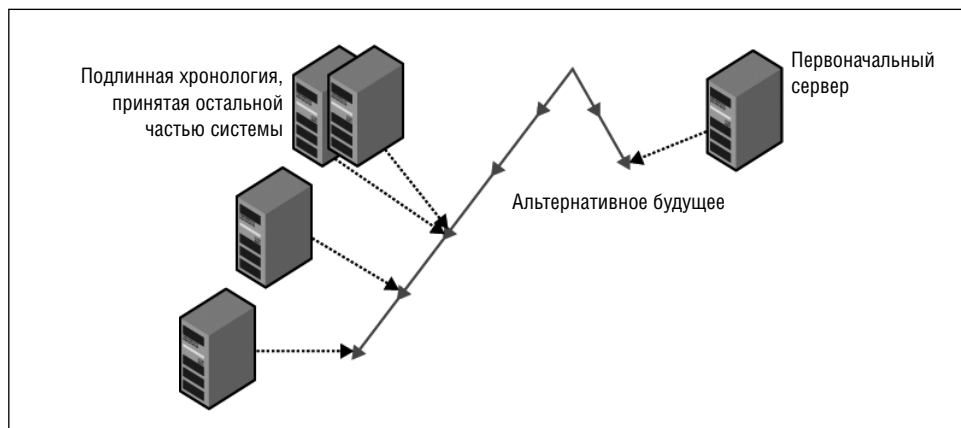 Подлинная хронология,
принятая остальной
частью системы
Первоначальный
сервер
Альтернативное будущее